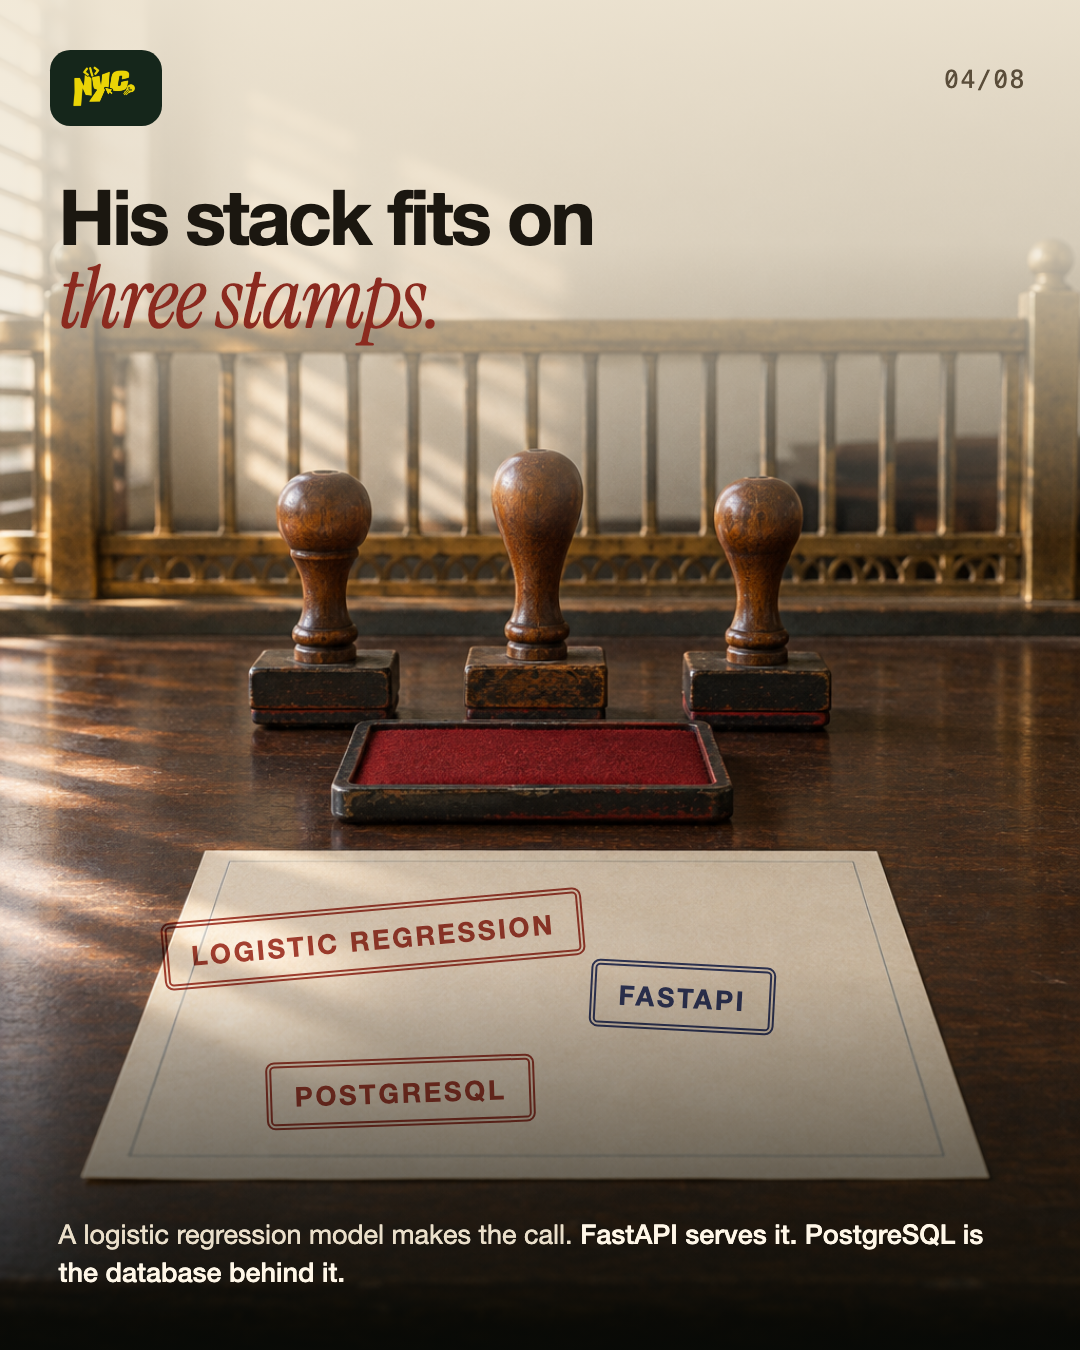 NYC
04/08
His stack fits on
three stamps.
LOGISTIC REGRESSION
FASTAPI
POSTGRESQL
A logistic regression model makes the call. FastAPI serves it. PostgreSQL is
the database behind it.